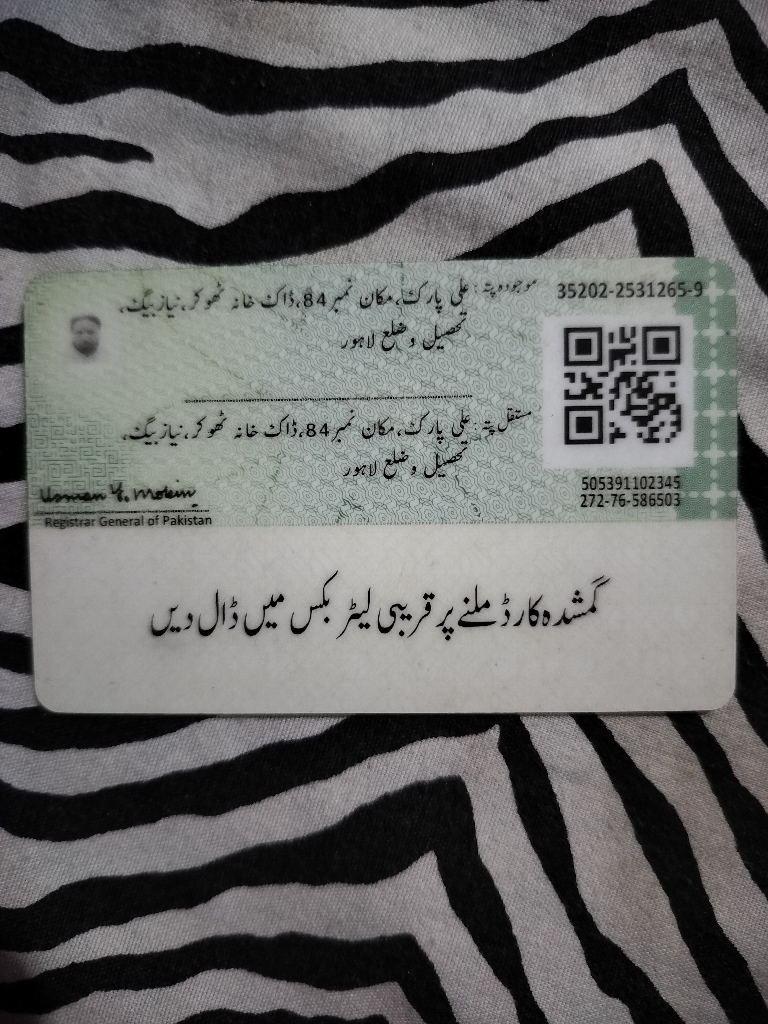 موجودہ پتہ: علی پارک، مکان نمبر 84، ڈاک خانہ ٹھوکر، نیاز بیگ،
تحصیل و ضلع لاہور
35202-2531265-9
مستقل پتہ: علی پارک، مکان نمبر 84، ڈاک خانہ ٹھوکر، نیاز بیگ،
تحصیل و ضلع لاہور
505391102345
272-76-586503
Usman Y. Mobin
Registrar General of Pakistan
گمشدہ کارڈ ملنے پر قریبی لیٹر بکس میں ڈال دیں